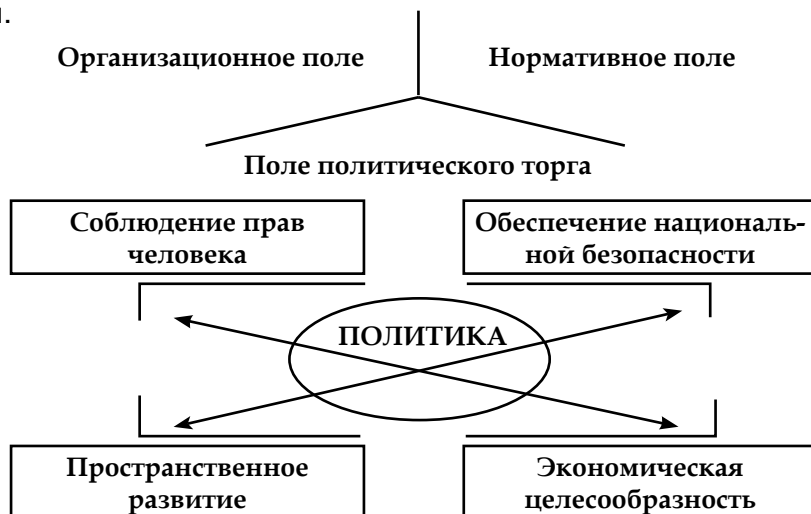 1.
Организационное поле Нормативное поле
Поле политического торга
Соблюдение прав
человека
Обеспечение националь-
ной безопасности
ПОЛИТИКА
Пространственное
развитие
Экономическая
целесообразность